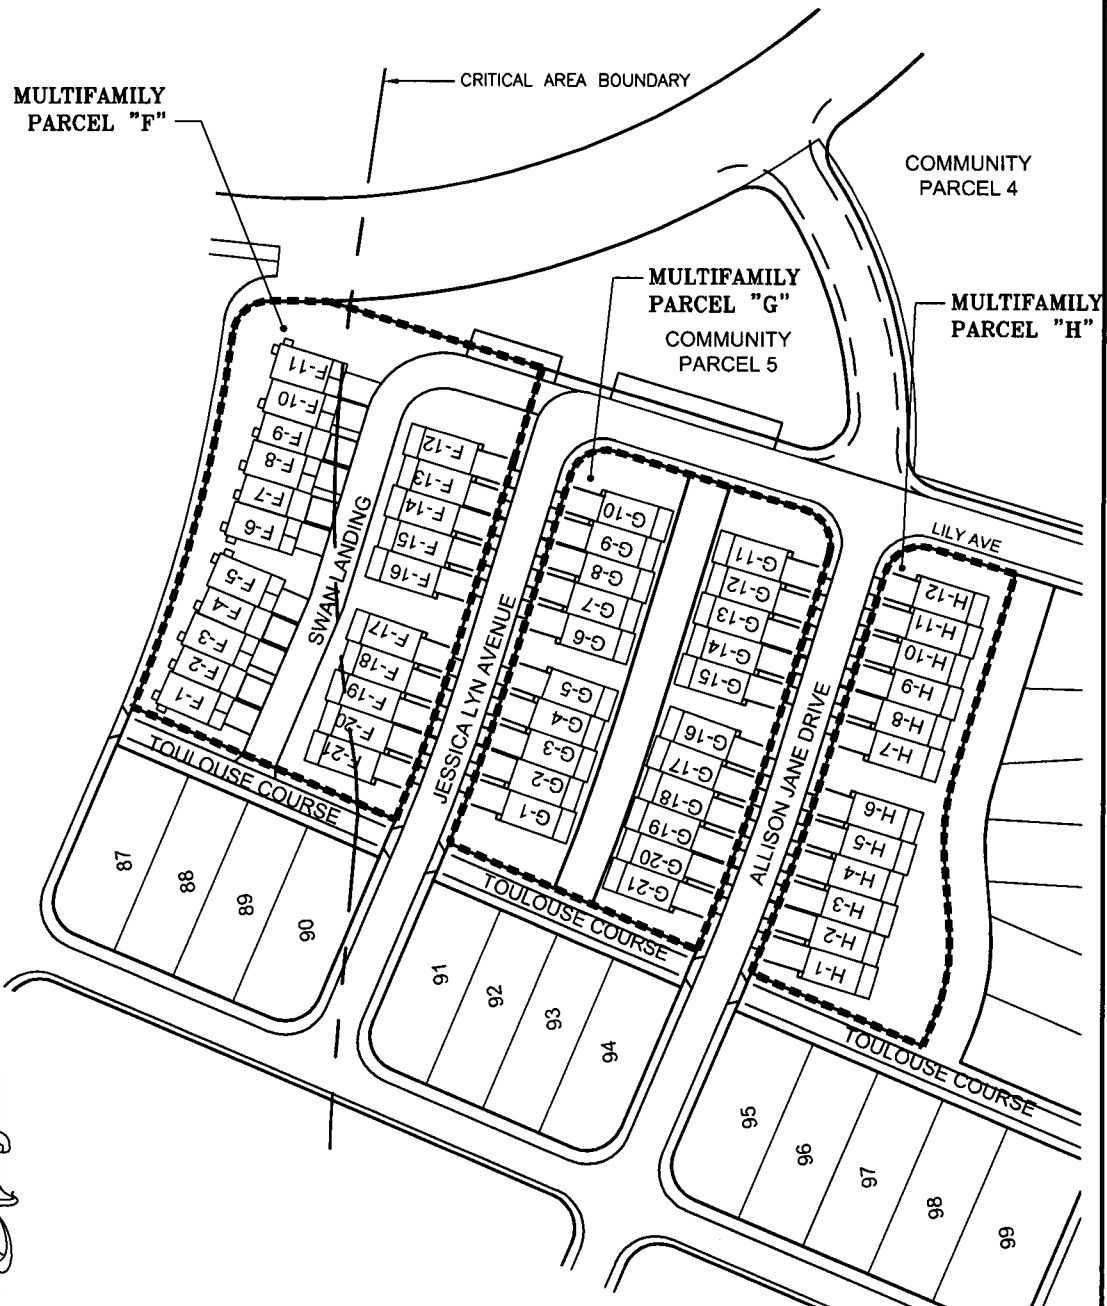 CRITICAL AREA BOUNDARY
MULTIFAMILY
PARCEL "F"
COMMUNITY
PARCEL 4
MULTIFAMILY
PARCEL "G"
COMMUNITY
PARCEL 5
MULTIFAMILY
PARCEL "H"
F-11
F-10
F-9
F-8
F-7
F-6
F-5
F-4
F-3
F-2
F-1
SWAN LANDING
F-12
F-13
F-14
F-15
F-16
F-17
F-18
F-19
F-20
F-21
JESSICA LYN AVENUE
G-10
G-9
G-8
G-7
G-6
G-5
G-4
G-3
G-2
G-1
G-11
G-12
G-13
G-14
G-15
G-16
G-17
G-18
G-19
G-20
G-21
ALLISON JANE DRIVE
LILY AVE
H-12
H-11
H-10
H-9
H-8
H-7
H-6
H-5
H-4
H-3
H-2
H-1
TOULOUSE COURSE
TOULOUSE COURSE
TOULOUSE COURSE
87
88
89
90
91
92
93
94
95
96
97
98
99